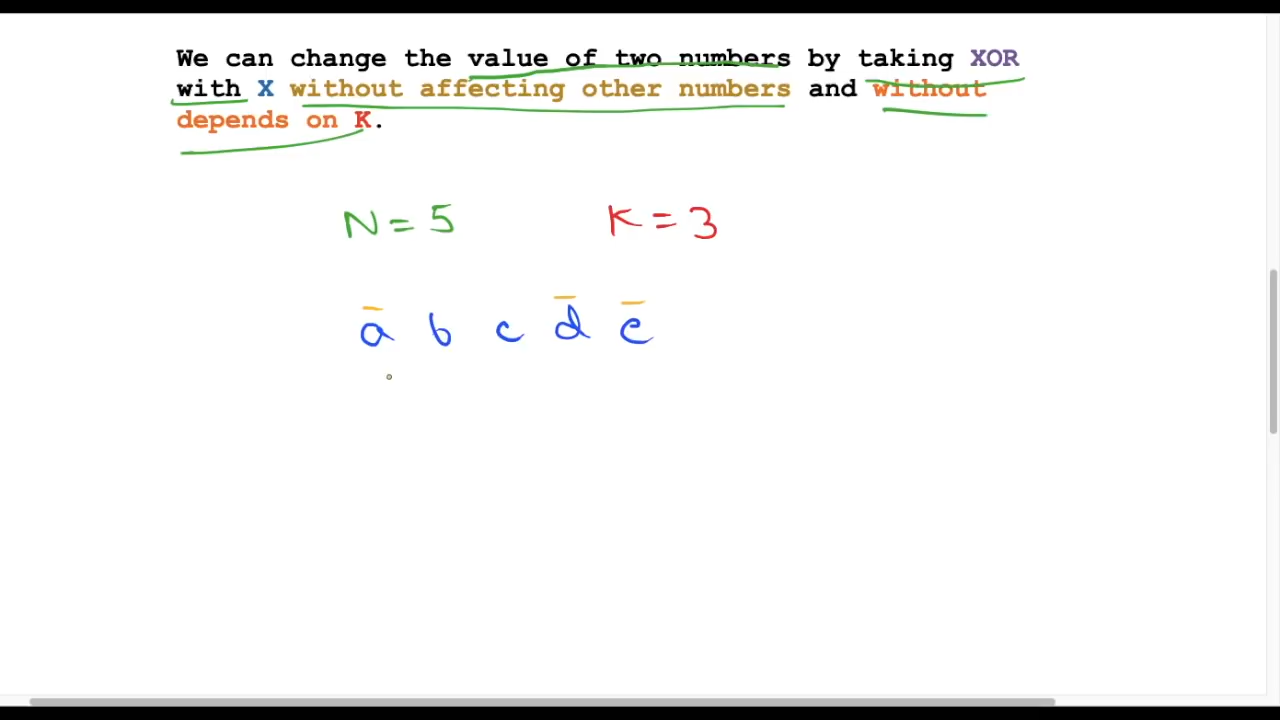 We can change the value of two numbers by taking XOR
with X without affecting other numbers and without
depends on K.
N = 5 K = 3
a b c d e